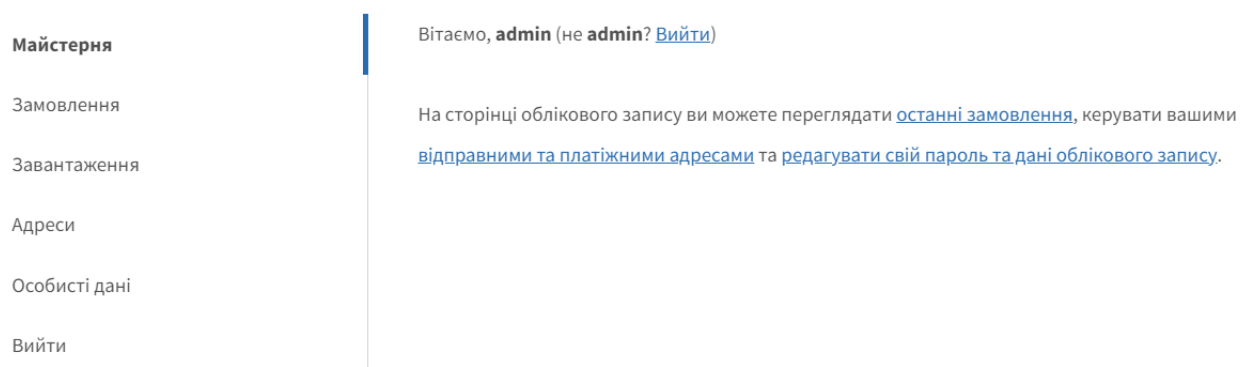 Майстерня
Замовлення
Завантаження
Адреси
Особисті дані
Вийти
Вітаємо, admin (не admin? Вийти)
На сторінці облікового запису ви можете переглядати останні замовлення, керувати вашими
відправними та платіжними адресами та редагувати свій пароль та дані облікового запису.